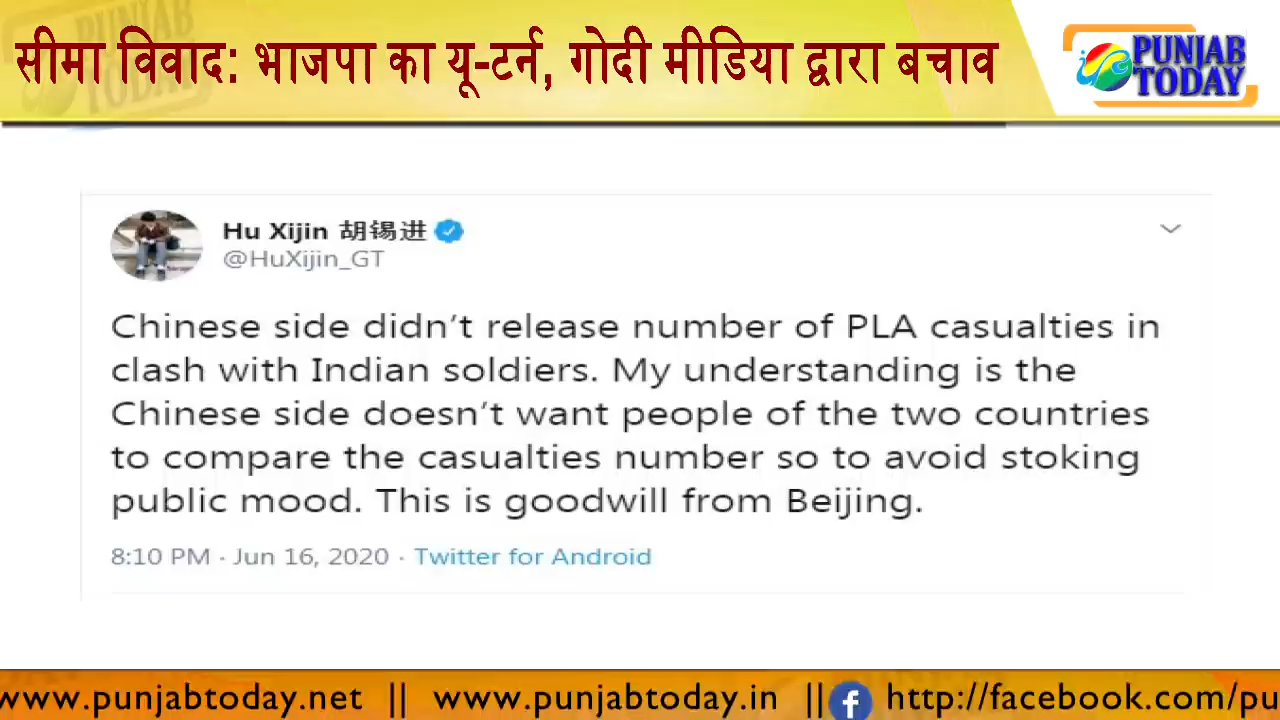 सीमा विवाद: भाजपा का यू-टर्न, गोदी मीडिया द्वारा बचाव
PUNJAB
TODAY
Hu Xijin 胡锡进
@HuXijin_GT
Chinese side didn't release number of PLA casualties in
clash with Indian soldiers. My understanding is the
Chinese side doesn't want people of the two countries
to compare the casualties number so to avoid stoking
public mood. This is goodwill from Beijing.
8:10 PM · Jun 16, 2020 · Twitter for Android
www.punjabtoday.net || www.punjabtoday.in || http://facebook.com/pu